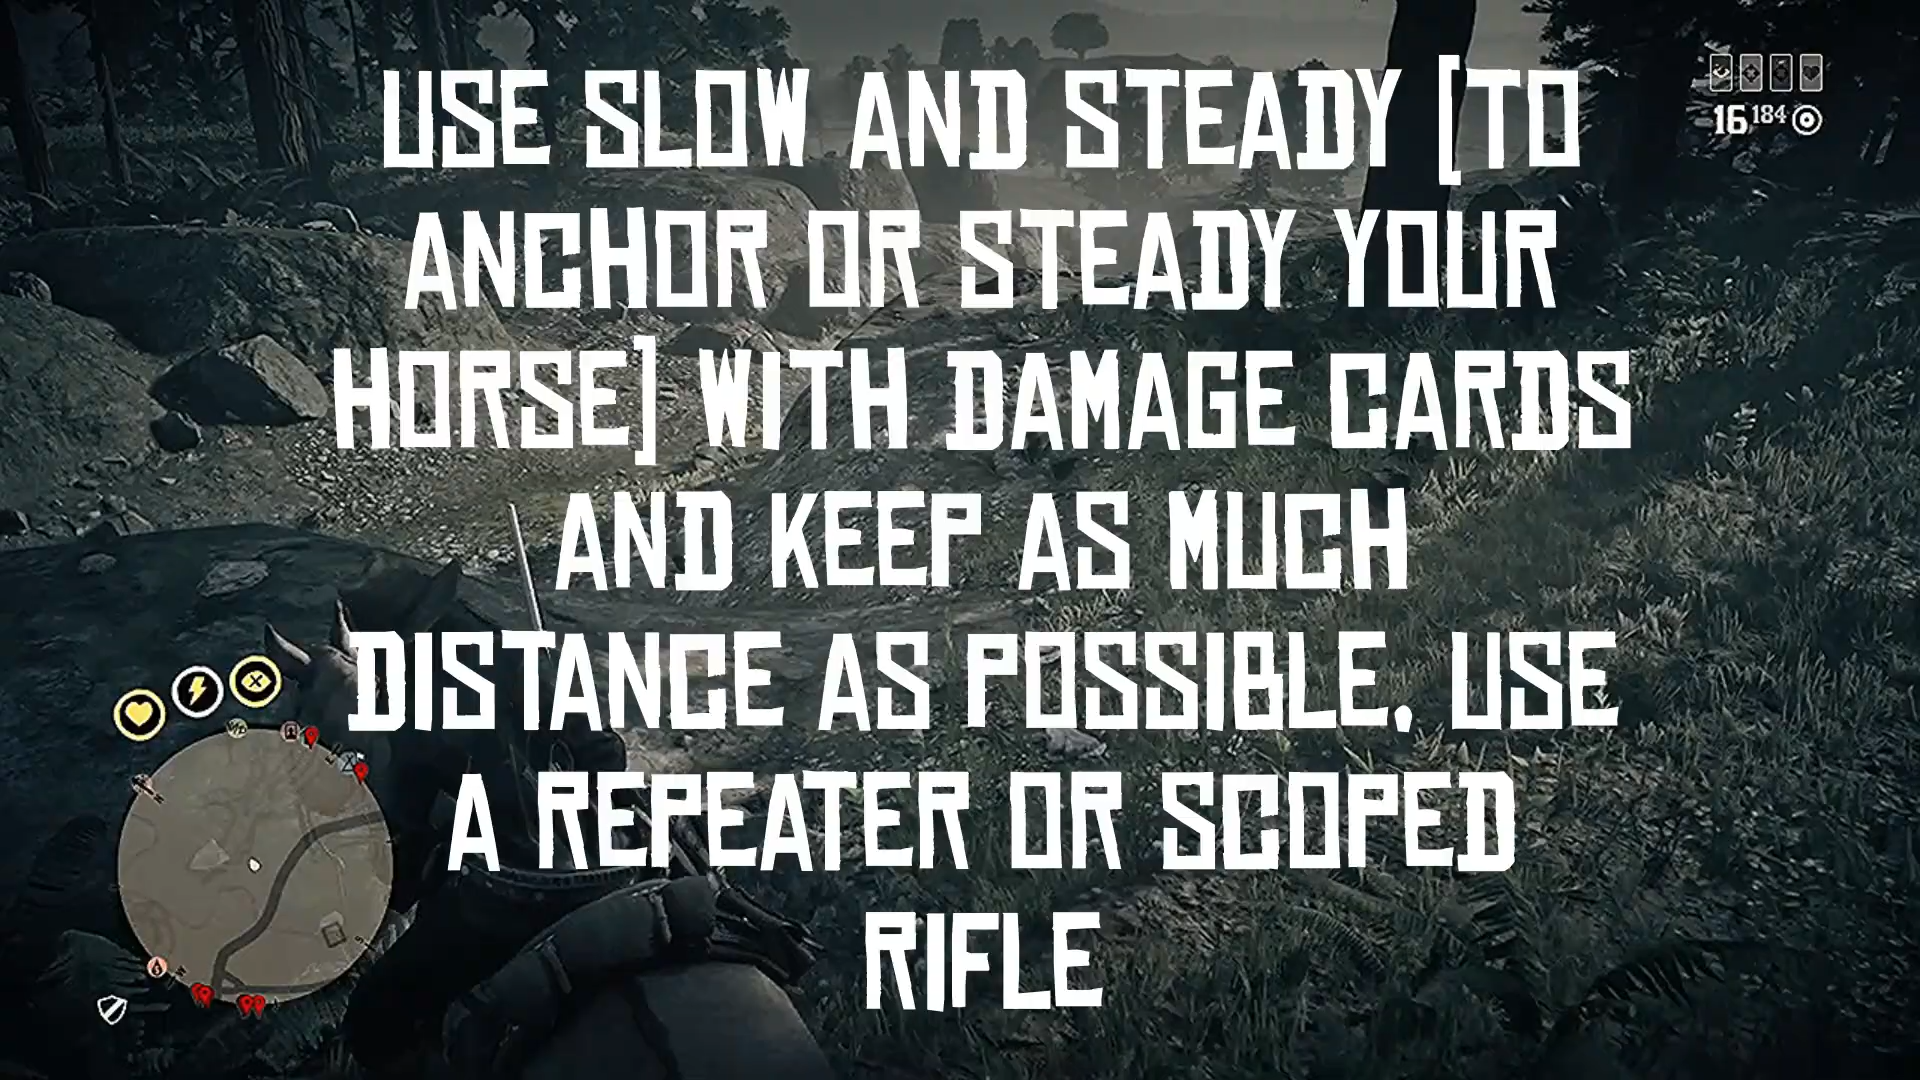 USE SLOW AND STEADY [TO
ANCHOR OR STEADY YOUR
HORSE] WITH DAMAGE CARDS
AND KEEP AS MUCH
DISTANCE AS POSSIBLE. USE
A REPEATER OR SCOPED
RIFLE
16 184